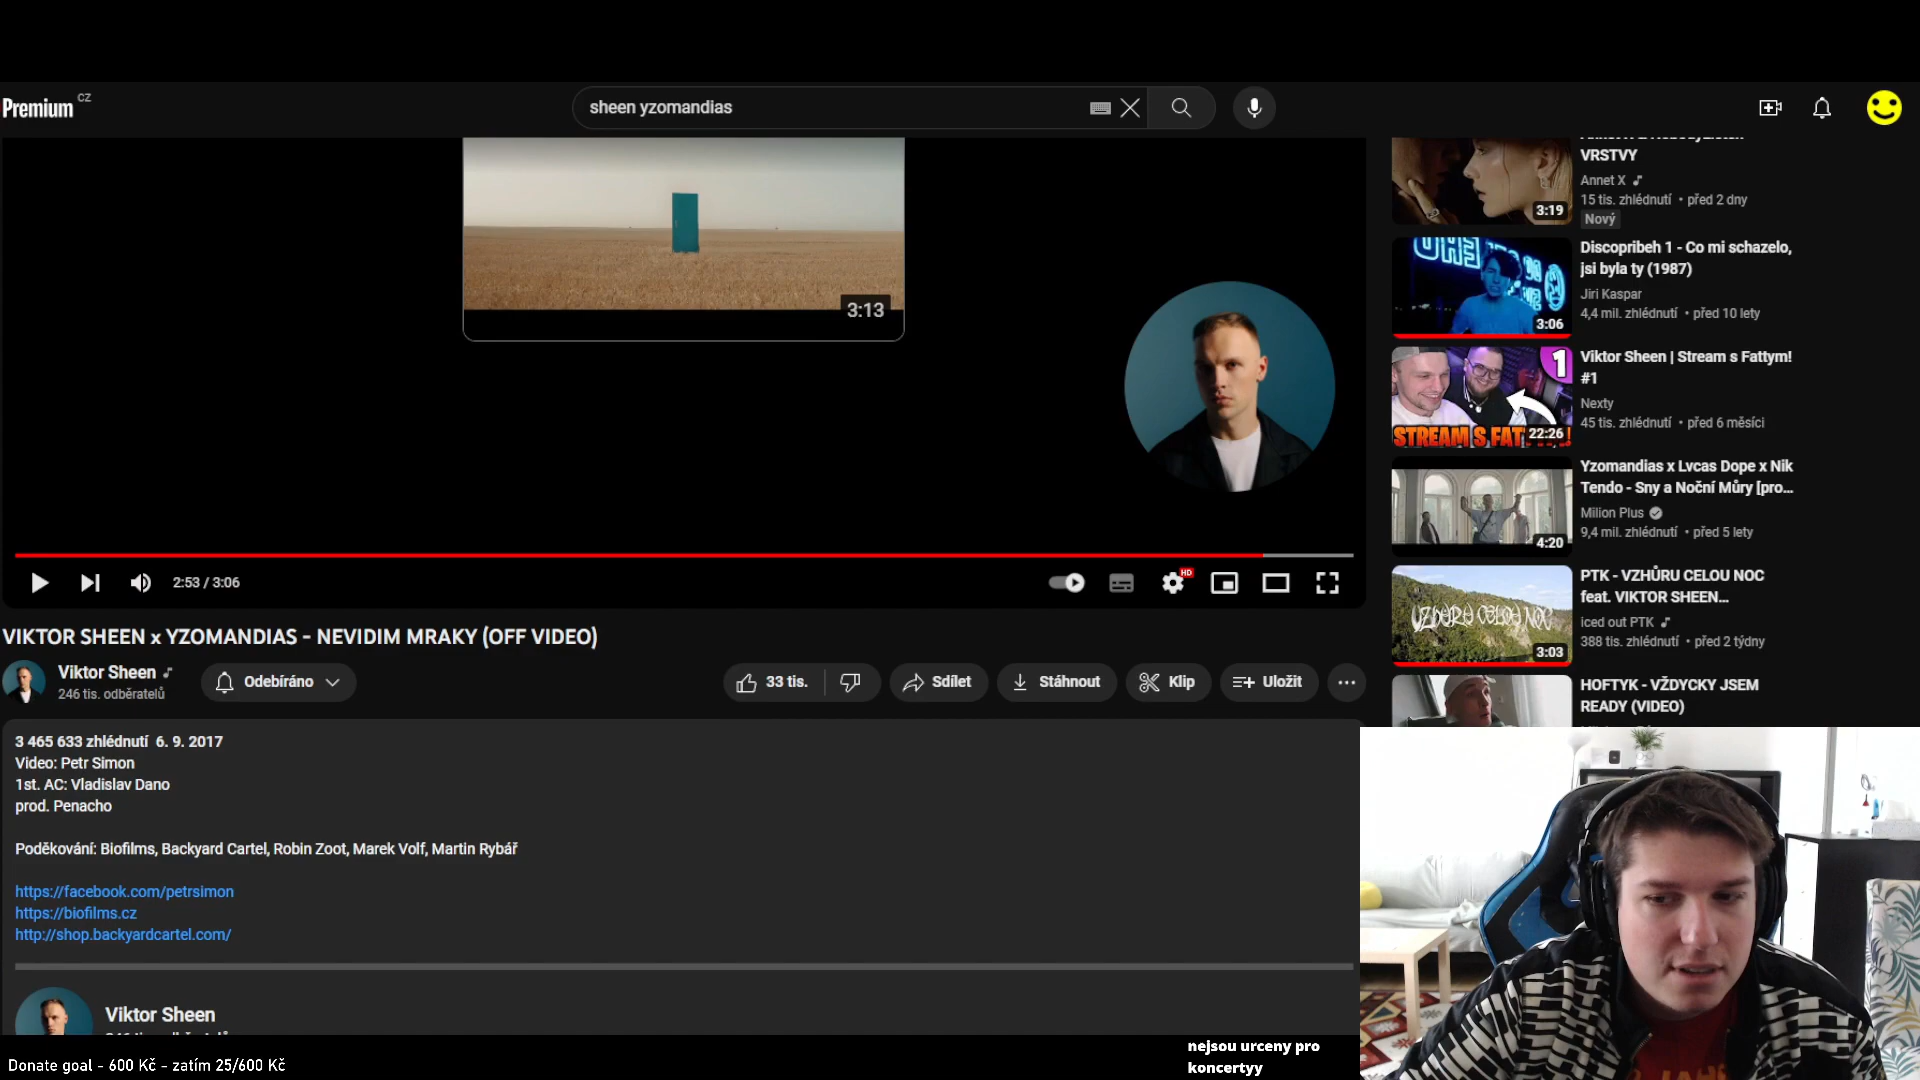 Premium CZ
sheen yzomandias
VRSTVY
Annet X
15 tis. zhlédnutí • před 2 dny
Nový
3:19
Discopribeh 1 - Co mi schazelo,
jsi byla ty (1987)
Jiri Kaspar
4,4 mil. zhlédnutí • před 10 lety
3:06
Viktor Sheen | Stream s Fattym!
#1
Nexty
45 tis. zhlédnutí • před 6 měsíci
1
STREAM S FAT
22:26
Yzomandias x Lvcas Dope x Nik
Tendo - Sny a Noční Můry [pro...
Milion Plus
9,4 mil. zhlédnutí • před 5 lety
4:20
PTK - VZHŮRU CELOU NOC
feat. VIKTOR SHEEN...
iced out PTK
388 tis. zhlédnutí • před 2 týdny
VZHŮRU CELOU NOC
3:03
HOFTYK - VŽDYCKY JSEM
READY (VIDEO)
3:13
2:53 / 3:06
HD
VIKTOR SHEEN x YZOMANDIAS - NEVIDIM MRAKY (OFF VIDEO)
Viktor Sheen
246 tis. odběratelů
Odebíráno
33 tis.
Sdílet
Stáhnout
Klip
Uložit
3 465 633 zhlédnutí 6. 9. 2017
Video: Petr Simon
1st. AC: Vladislav Dano
prod. Penacho
Poděkování: Biofilms, Backyard Cartel, Robin Zoot, Marek Volf, Martin Rybář
https://facebook.com/petrsimon
https://biofilms.cz
http://shop.backyardcartel.com/
Viktor Sheen
Donate goal - 600 Kč - zatím 25/600 Kč
nejsou urceny pro
koncertyy